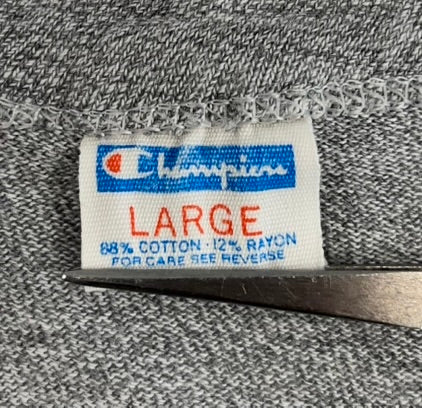 Champion
LARGE
88% COTTON · 12% RAYON
FOR CARE SEE REVERSE